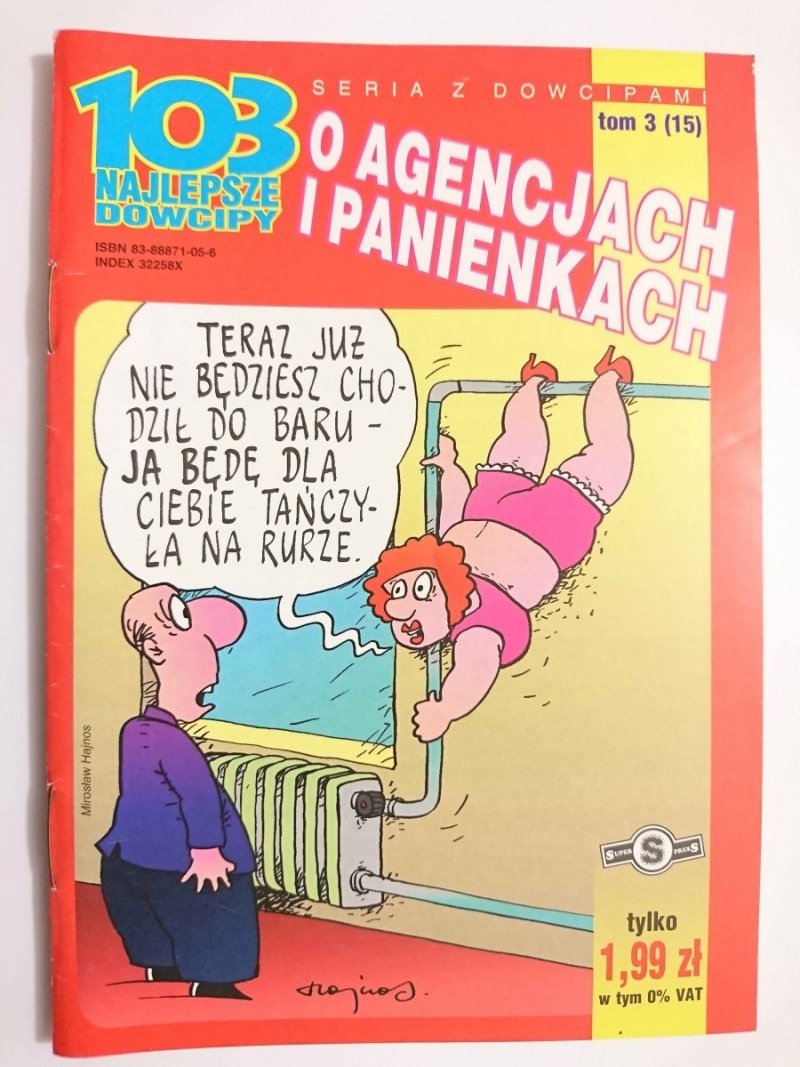 SERIA Z DOWCIPAMI
tom 3 (15)
103
NAJLEPSZE
DOWCIPY
O AGENCJACH
I PANIENKACH
ISBN 83-88871-05-6
INDEX 32258X
TERAZ JUŻ
NIE BĘDZIESZ CHO-
DZIŁ DO BARU -
JA BĘDĘ DLA
CIEBIE TAŃCZY-
ŁA NA RURZE.
Mirosław Hajnos
SUPER S PRESS
tylko
1,99 zł
w tym 0% VAT
Hajnos.